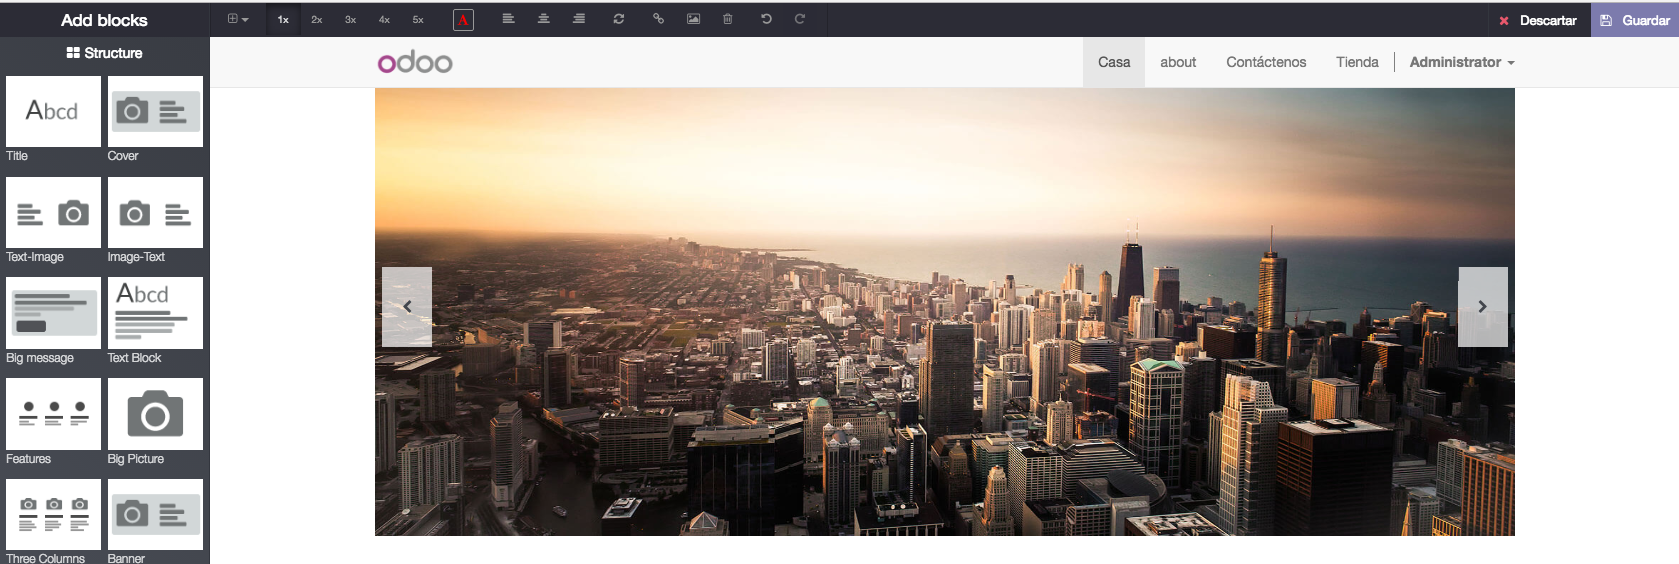 Add blocks
1x 2x 3x 4x 5x A
Descartar Guardar
Structure
odoo
Casa about Contáctenos Tienda Administrator
Abcd
Title Cover
Text-Image Image-Text
Abcd
Big message Text Block
Features Big Picture
Three Columns Banner